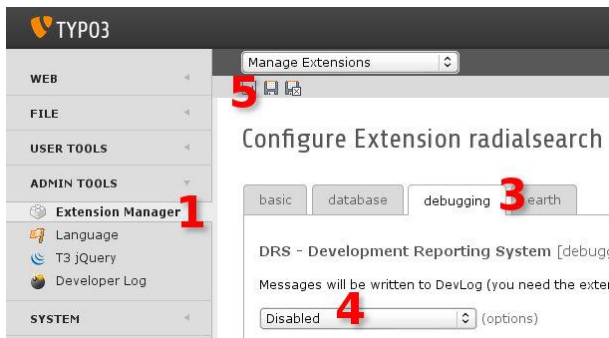 TYPO3
WEB
FILE
USER TOOLS
ADMIN TOOLS
Extension Manager
1
Language
T3 jQuery
Developer Log
SYSTEM
Manage Extensions
5
Configure Extension radialsearch
basic database debugging 3 earth
DRS - Development Reporting System [debugg
Messages will be written to DevLog (you need the exter
Disabled 4 (options)